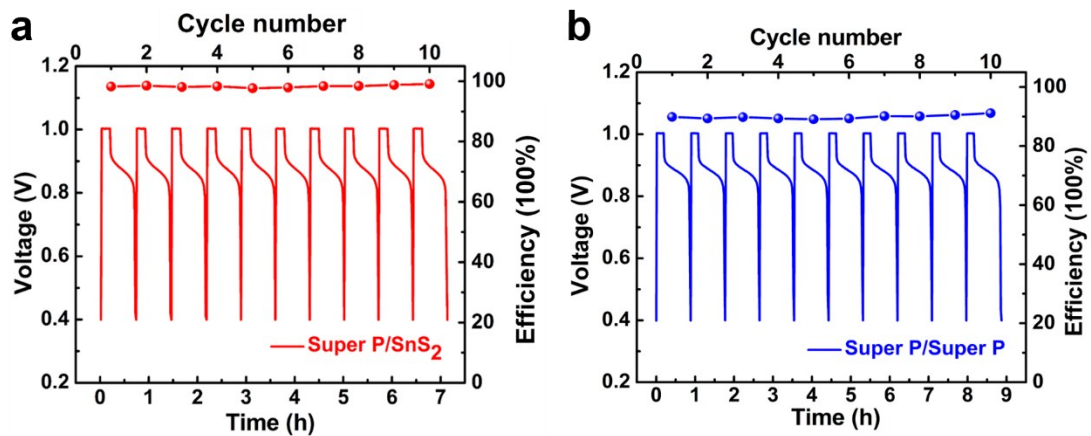 a
Cycle number
0 2 4 6 8 10
1.2
1.0
0.8
0.6
0.4
0.2
Voltage (V)
100
80
60
40
20
0
Efficiency (100%)
Super P/SnS₂
0 1 2 3 4 5 6 7
Time (h)
b
Cycle number
0 2 4 6 8 10
1.2
1.0
0.8
0.6
0.4
0.2
Voltage (V)
100
80
60
40
20
0
Efficiency (100%)
Super P/Super P
0 1 2 3 4 5 6 7 8 9
Time (h)